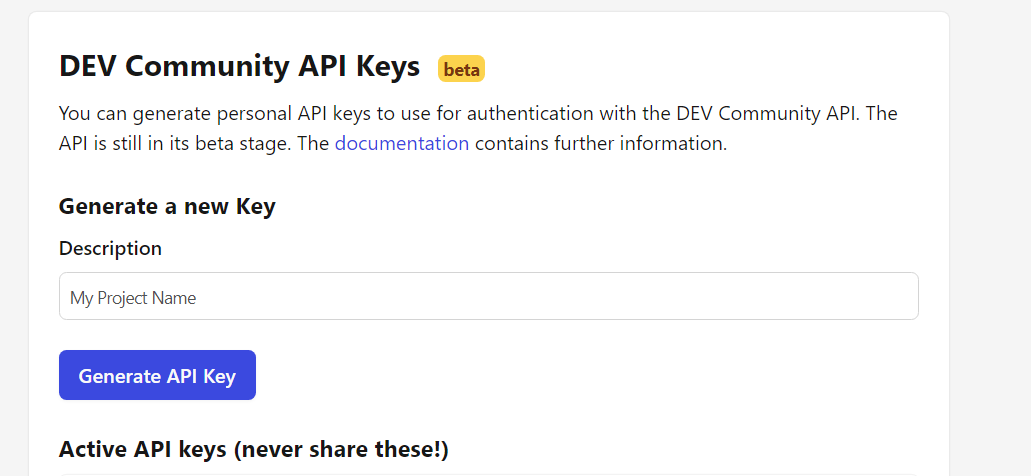 DEV Community API Keys beta
You can generate personal API keys to use for authentication with the DEV Community API. The
API is still in its beta stage. The documentation contains further information.
Generate a new Key
Description
My Project Name
Generate API Key
Active API keys (never share these!)